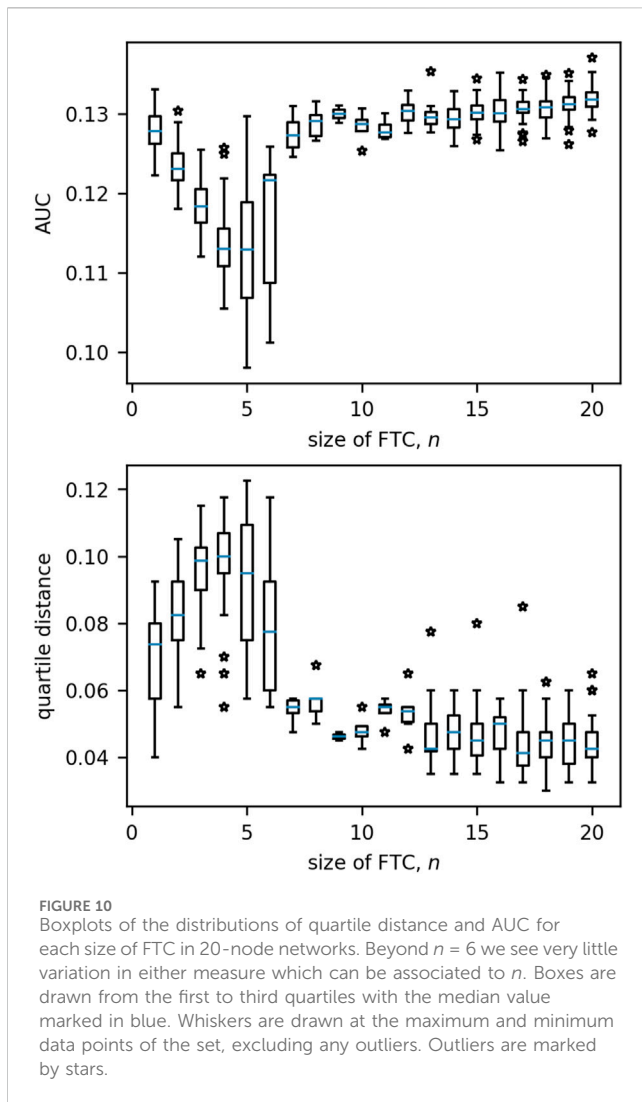 0.13
0.12
0.11
0.10
AUC
0 5 10 15 20
size of FTC, n
0.12
0.10
0.08
0.06
0.04
quartile distance
0 5 10 15 20
size of FTC, n
FIGURE 10
Boxplots of the distributions of quartile distance and AUC for
each size of FTC in 20-node networks. Beyond n = 6 we see very little
variation in either measure which can be associated to n. Boxes are
drawn from the first to third quartiles with the median value
marked in blue. Whiskers are drawn at the maximum and minimum
data points of the set, excluding any outliers. Outliers are marked
by stars.